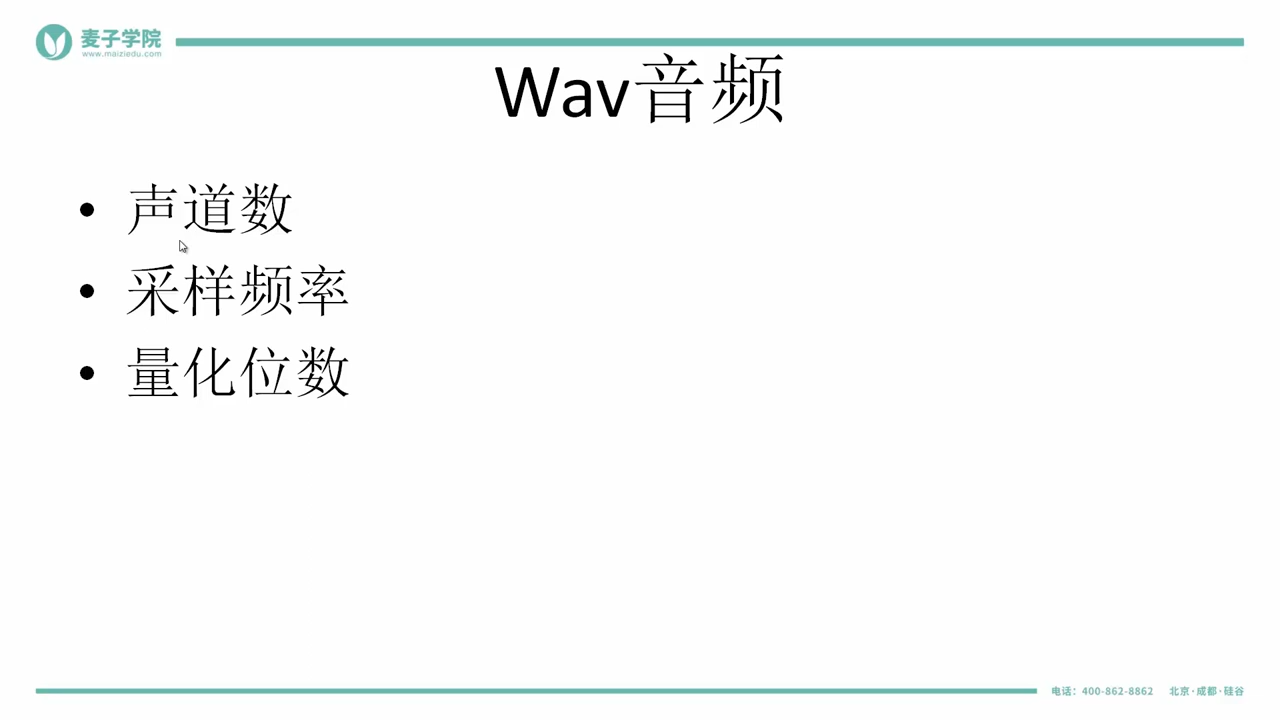 麦子学院
www.maiziedu.com
Wav音频
• 声道数
• 采样频率
• 量化位数
电话：400-862-8862 北京·成都·硅谷